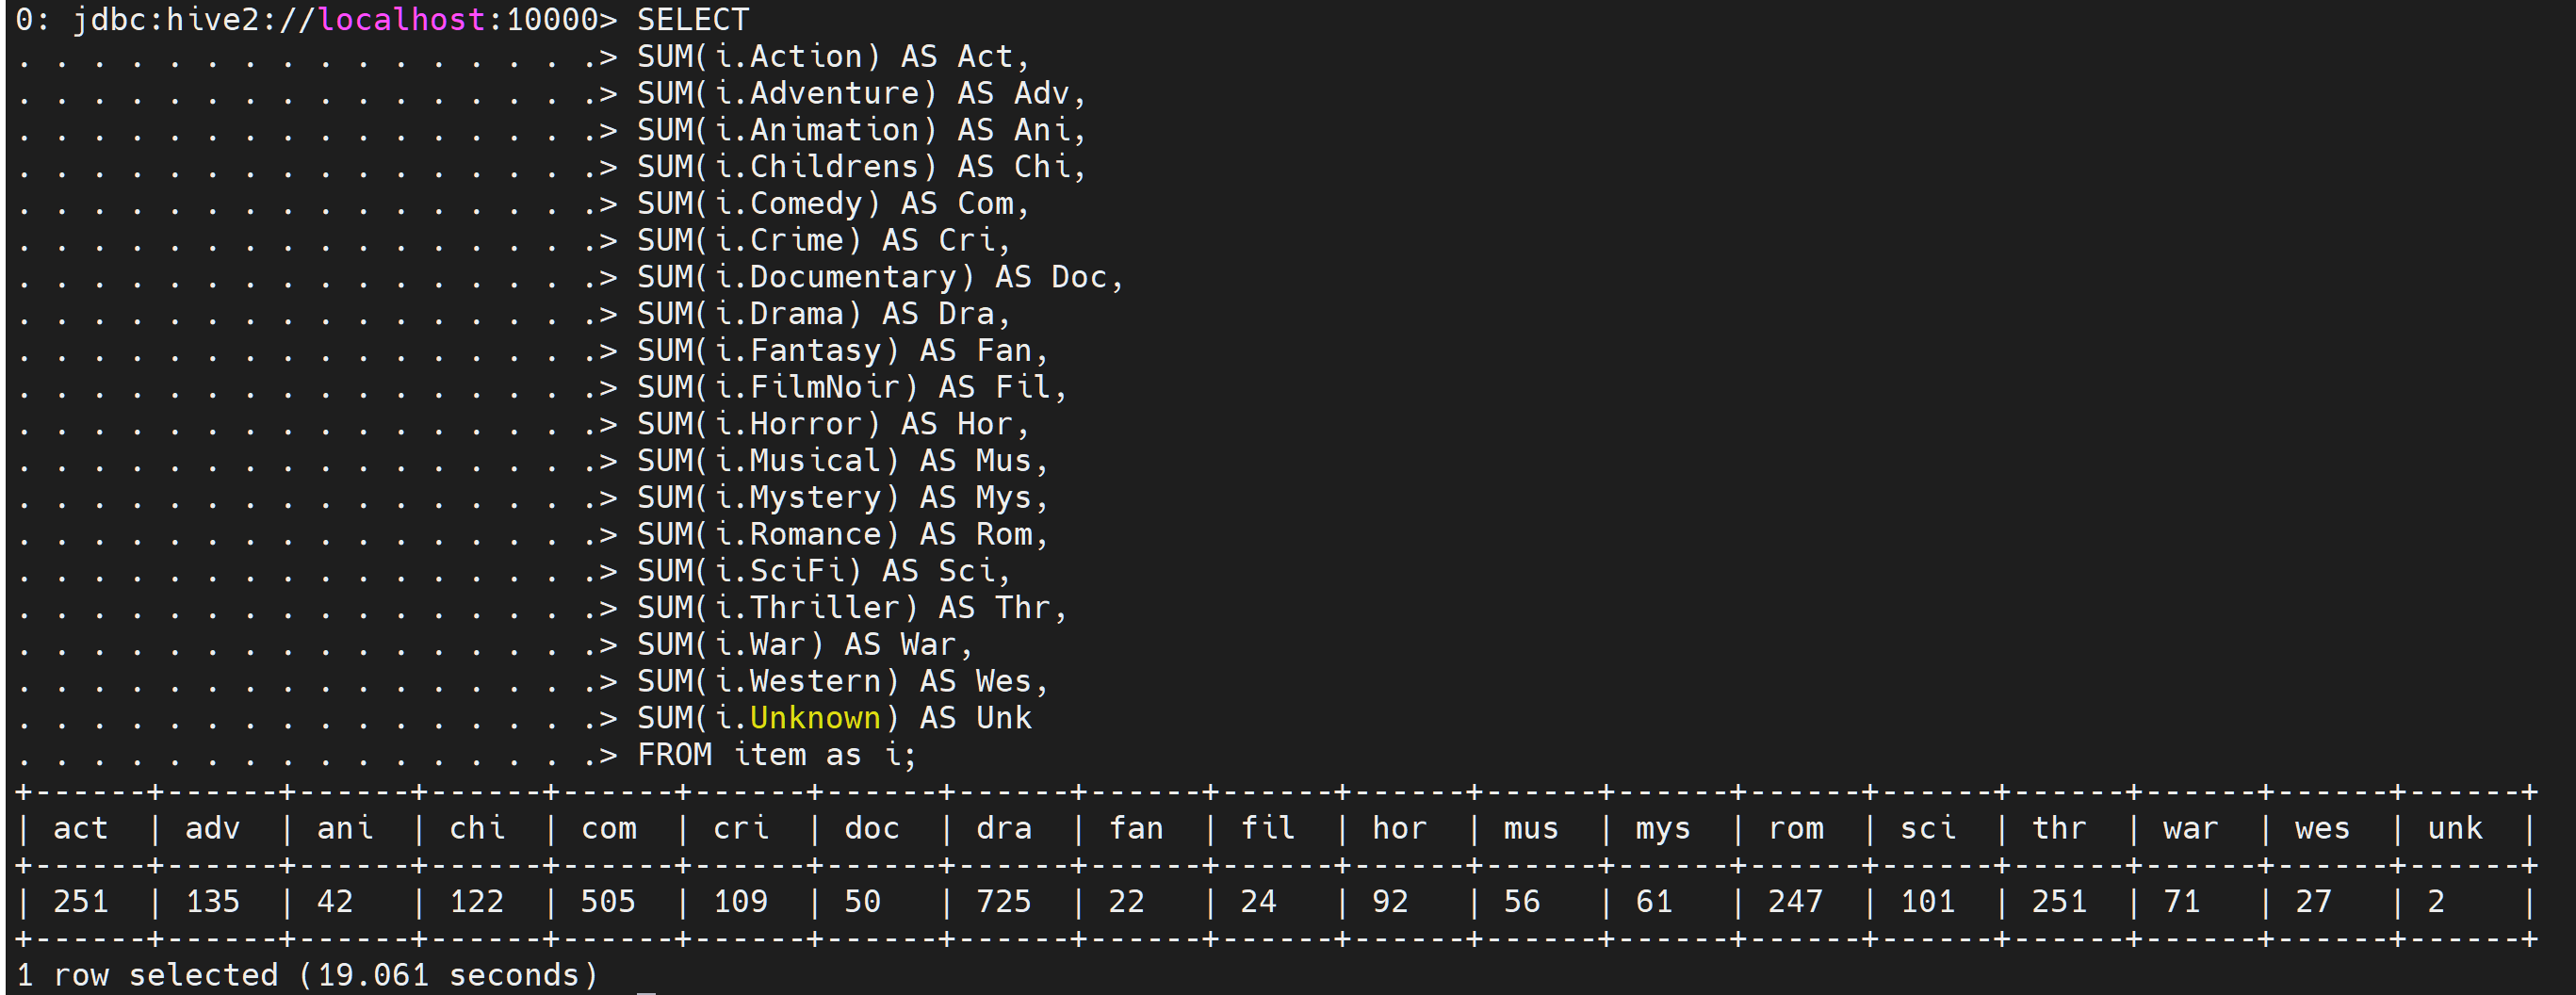 0: jdbc:hive2://localhost:10000> SELECT
. . . . . . . . . . . . . . . .> SUM(i.Action) AS Act,
. . . . . . . . . . . . . . . .> SUM(i.Adventure) AS Adv,
. . . . . . . . . . . . . . . .> SUM(i.Animation) AS Ani,
. . . . . . . . . . . . . . . .> SUM(i.Childrens) AS Chi,
. . . . . . . . . . . . . . . .> SUM(i.Comedy) AS Com,
. . . . . . . . . . . . . . . .> SUM(i.Crime) AS Cri,
. . . . . . . . . . . . . . . .> SUM(i.Documentary) AS Doc,
. . . . . . . . . . . . . . . .> SUM(i.Drama) AS Dra,
. . . . . . . . . . . . . . . .> SUM(i.Fantasy) AS Fan,
. . . . . . . . . . . . . . . .> SUM(i.FilmNoir) AS Fil,
. . . . . . . . . . . . . . . .> SUM(i.Horror) AS Hor,
. . . . . . . . . . . . . . . .> SUM(i.Musical) AS Mus,
. . . . . . . . . . . . . . . .> SUM(i.Mystery) AS Mys,
. . . . . . . . . . . . . . . .> SUM(i.Romance) AS Rom,
. . . . . . . . . . . . . . . .> SUM(i.SciFi) AS Sci,
. . . . . . . . . . . . . . . .> SUM(i.Thriller) AS Thr,
. . . . . . . . . . . . . . . .> SUM(i.War) AS War,
. . . . . . . . . . . . . . . .> SUM(i.Western) AS Wes,
. . . . . . . . . . . . . . . .> SUM(i.Unknown) AS Unk
. . . . . . . . . . . . . . . .> FROM item as i;
+------+------+------+------+------+------+------+------+------+------+------+------+------+------+------+------+------+------+------+
| act  | adv  | ani  | chi  | com  | cri  | doc  | dra  | fan  | fil  | hor  | mus  | mys  | rom  | sci  | thr  | war  | wes  | unk  |
+------+------+------+------+------+------+------+------+------+------+------+------+------+------+------+------+------+------+------+
| 251  | 135  | 42   | 122  | 505  | 109  | 50   | 725  | 22   | 24   | 92   | 56   | 61   | 247  | 101  | 251  | 71   | 27   | 2    |
+------+------+------+------+------+------+------+------+------+------+------+------+------+------+------+------+------+------+------+
1 row selected (19.061 seconds)